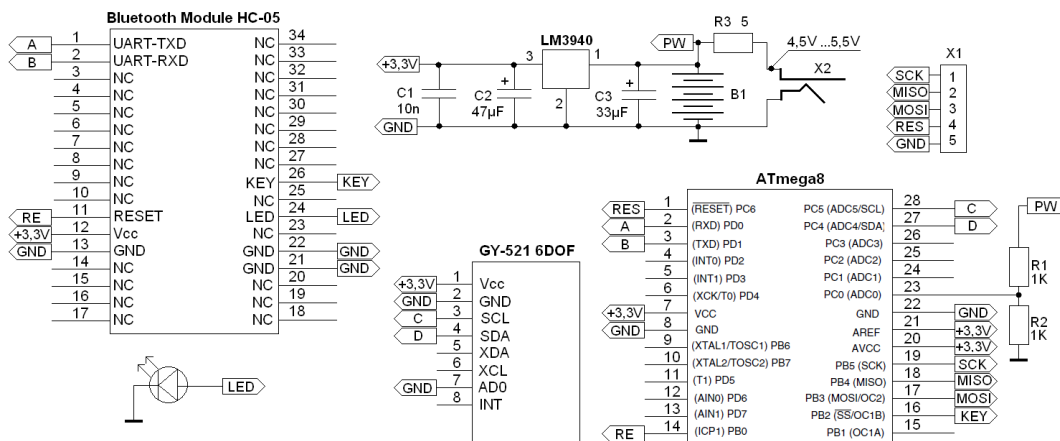 Bluetooth Module HC-05
A 1 UART-TXD NC 34
B 2 UART-RXD NC 33
3 NC NC 32
4 NC NC 31
5 NC NC 30
6 NC NC 29
7 NC NC 28
8 NC NC 27
9 NC KEY 26 KEY
10 NC NC 25
RE 11 RESET LED 24 LED
+3,3V 12 Vcc NC 23
GND 13 GND GND 22 GND
14 NC GND 21 GND
15 NC NC 20
16 NC NC 19
17 NC NC 18
LED
R3 5
PW
4,5V ...5,5V
LM3940
+3,3V 3 1
X2
C1
10n
C2
47µF
2
C3
33µF
B1
GND
X1
SCK 1
MISO 2
MOSI 3
RES 4
GND 5
GY-521 6DOF
+3,3V 1 Vcc
GND 2 GND
C 3 SCL
D 4 SDA
5 XDA
6 XCL
GND 7 AD0
8 INT
ATmega8
RES 1 (RESET) PC6 PC5 (ADC5/SCL) 28 C
A 2 (RXD) PD0 PC4 (ADC4/SDA) 27 D
B 3 (TXD) PD1 PC3 (ADC3) 26
4 (INT0) PD2 PC2 (ADC2) 25
5 (INT1) PD3 PC1 (ADC1) 24
6 (XCK/T0) PD4 PC0 (ADC0) 23
+3,3V 7 VCC GND 22 GND
GND 8 GND AREF 21 +3,3V
9 (XTAL1/TOSC1) PB6 AVCC 20 +3,3V
10 (XTAL2/TOSC2) PB7 PB5 (SCK) 19 SCK
11 (T1) PD5 PB4 (MISO) 18 MISO
12 (AIN0) PD6 PB3 (MOSI/OC2) 17 MOSI
13 (AIN1) PD7 PB2 (SS/OC1B) 16 KEY
RE 14 (ICP1) PB0 PB1 (OC1A) 15
PW
R1
1K
R2
1K